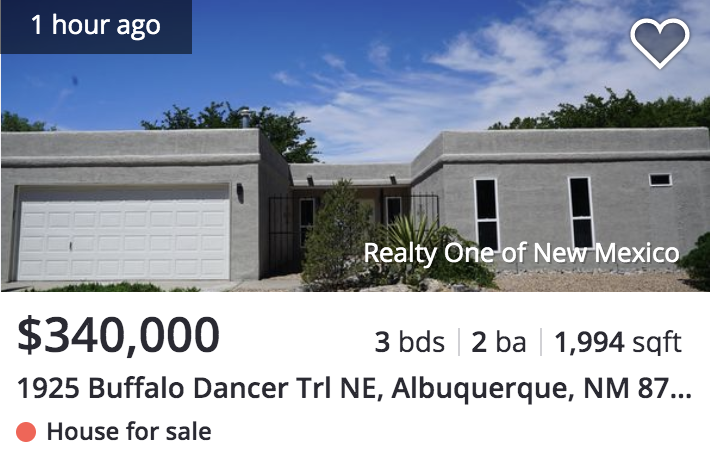 1 hour ago
Realty One of New Mexico
$340,000
3 bds | 2 ba | 1,994 sqft
1925 Buffalo Dancer Trl NE, Albuquerque, NM 87...
House for sale